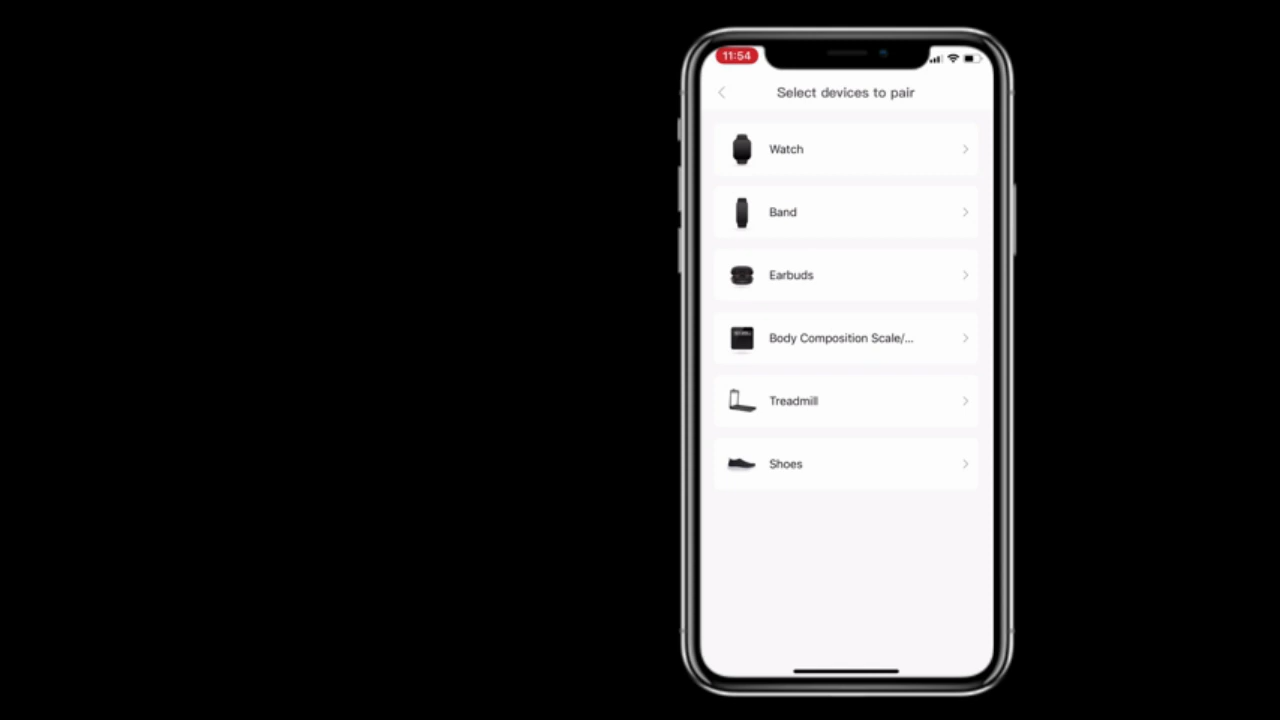 11:54
Select devices to pair
Watch
Band
Earbuds
Body Composition Scale/...
Treadmill
Shoes